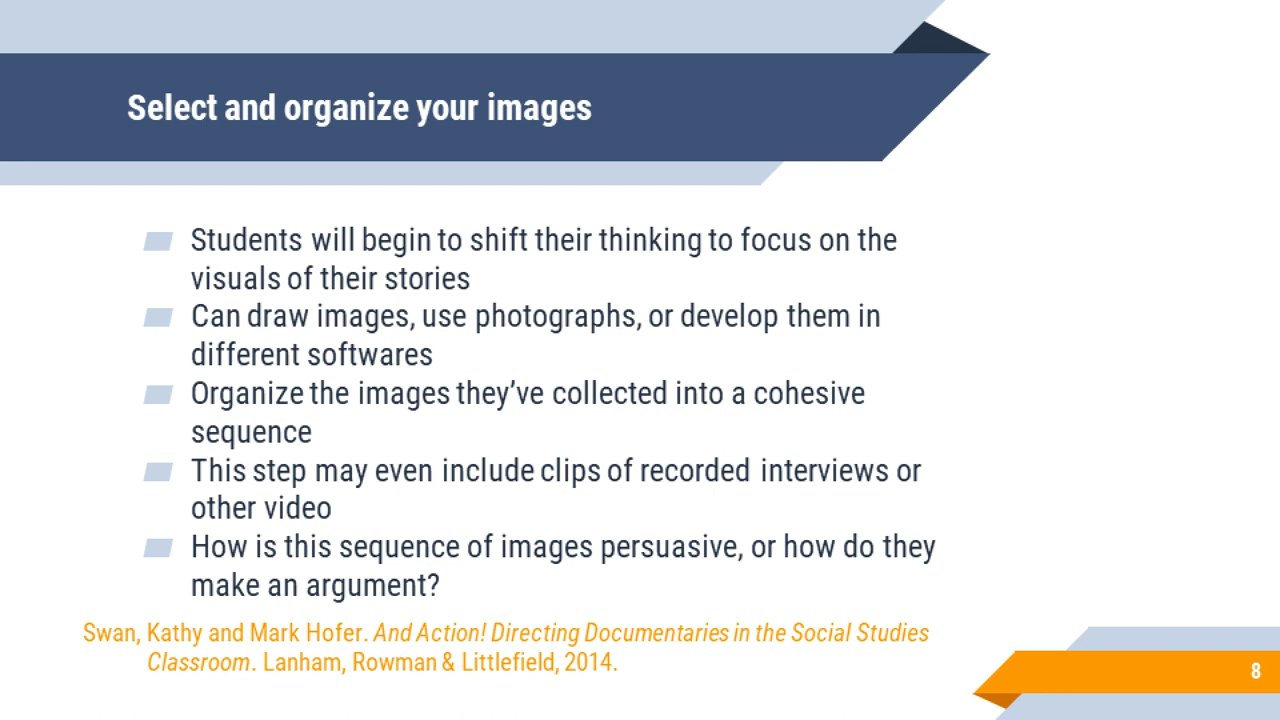 Select and organize your images
Students will begin to shift their thinking to focus on the
visuals of their stories
Can draw images, use photographs, or develop them in
different softwares
Organize the images they’ve collected into a cohesive
sequence
This step may even include clips of recorded interviews or
other video
How is this sequence of images persuasive, or how do they
make an argument?
Swan, Kathy and Mark Hofer. And Action! Directing Documentaries in the Social Studies
Classroom. Lanham, Rowman & Littlefield, 2014.
8